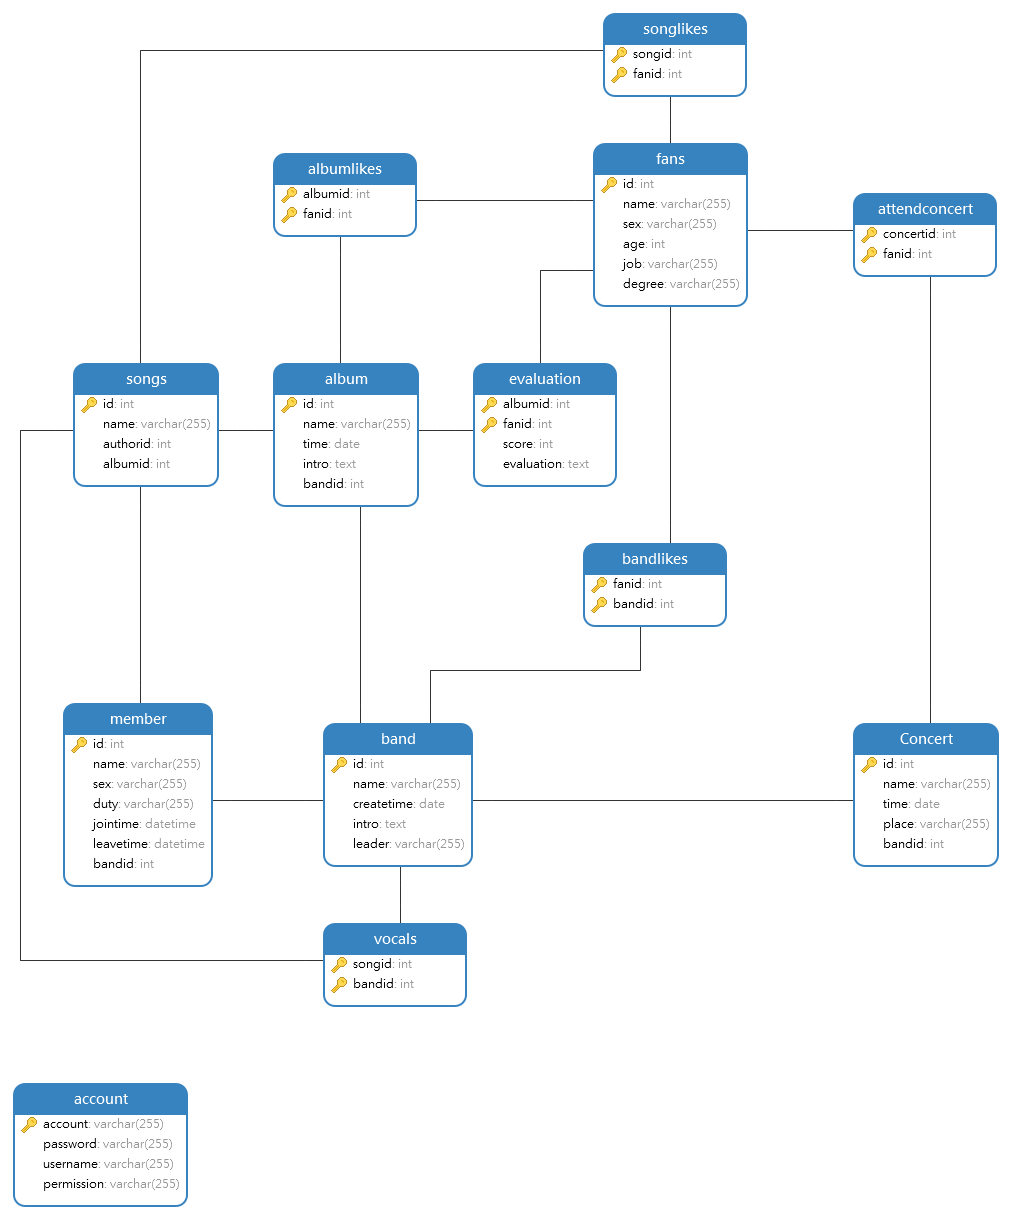 songlikes
songid: int
fanid: int
albumlikes
albumid: int
fanid: int
fans
id: int
name: varchar(255)
sex: varchar(255)
age: int
job: varchar(255)
degree: varchar(255)
attendconcert
concertid: int
fanid: int
songs
id: int
name: varchar(255)
authorid: int
albumid: int
album
id: int
name: varchar(255)
time: date
intro: text
bandid: int
evaluation
albumid: int
fanid: int
score: int
evaluation: text
bandlikes
fanid: int
bandid: int
member
id: int
name: varchar(255)
sex: varchar(255)
duty: varchar(255)
jointime: datetime
leavetime: datetime
bandid: int
band
id: int
name: varchar(255)
createtime: date
intro: text
leader: varchar(255)
Concert
id: int
name: varchar(255)
time: date
place: varchar(255)
bandid: int
vocals
songid: int
bandid: int
account
account: varchar(255)
password: varchar(255)
username: varchar(255)
permission: varchar(255)